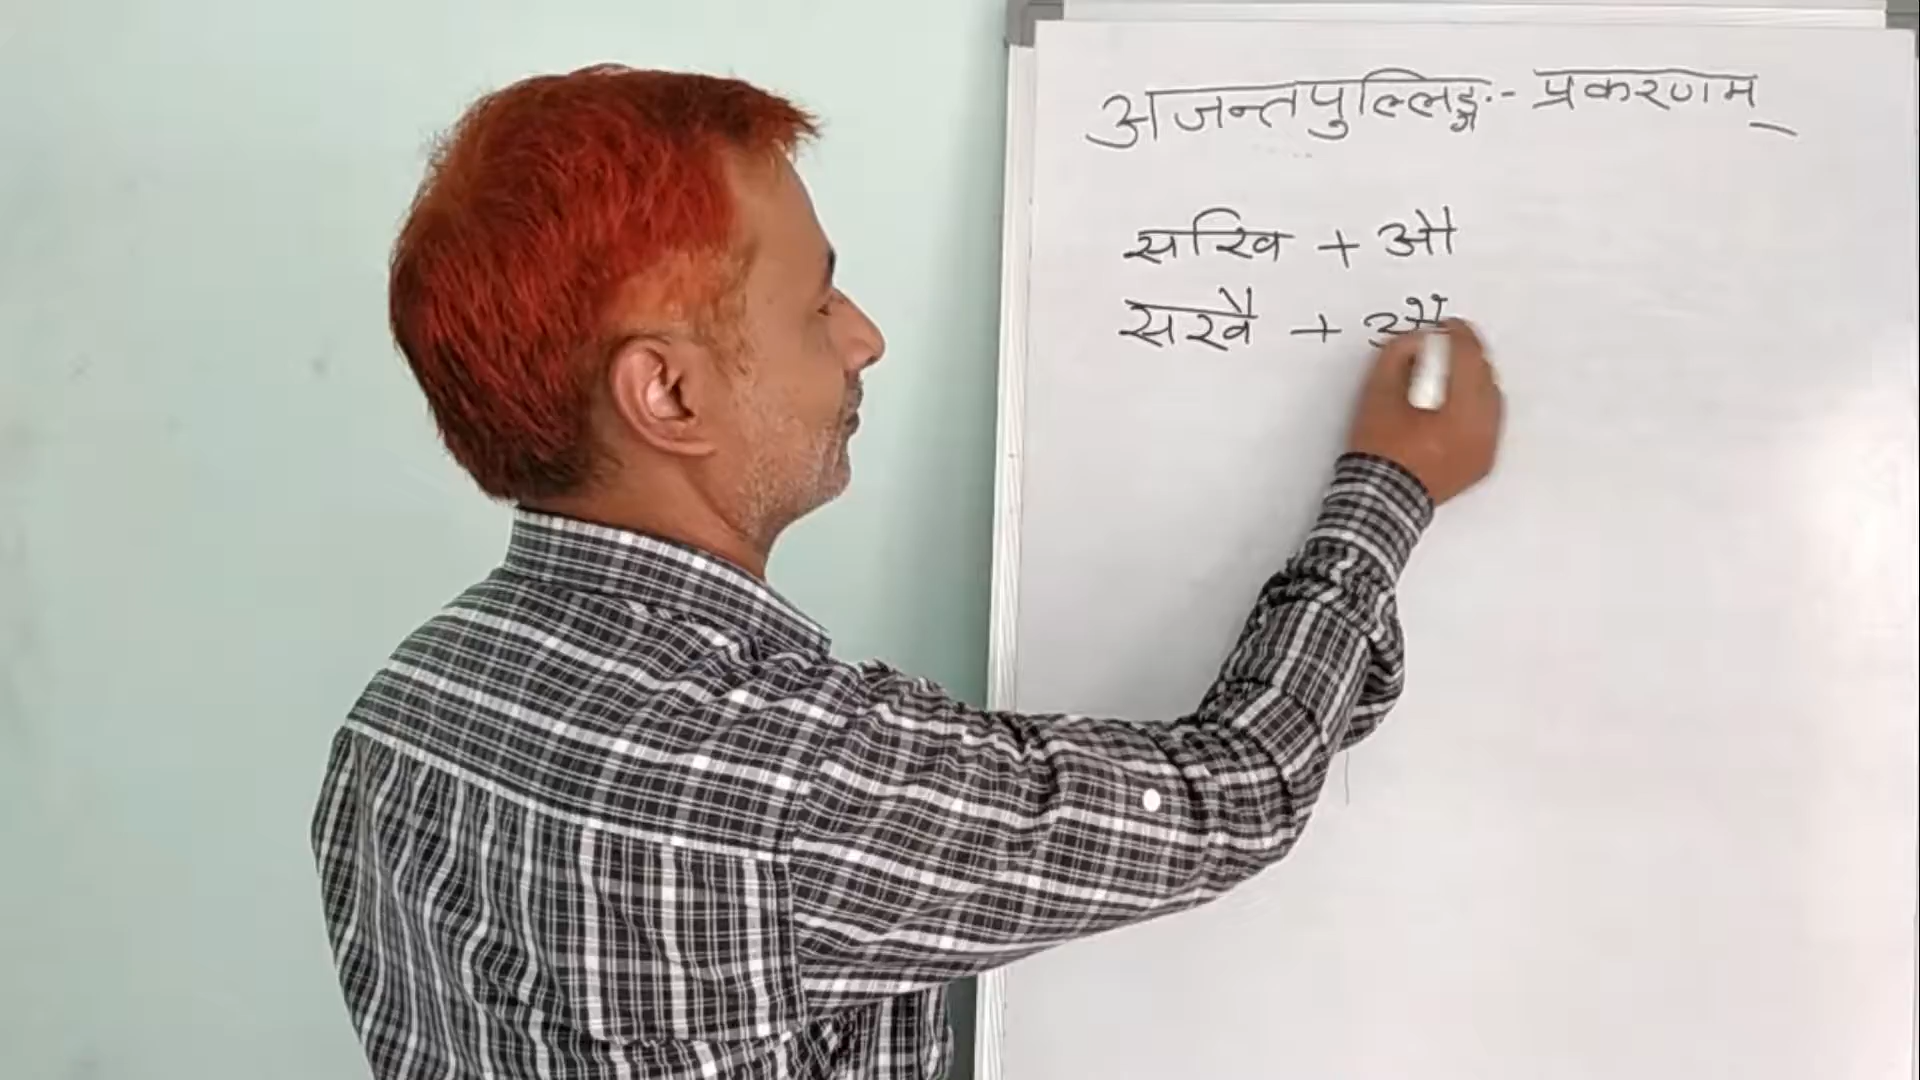 अजन्तपुल्लिङ्ग:- प्रकरणम्
सखि + औ
सखै + औ